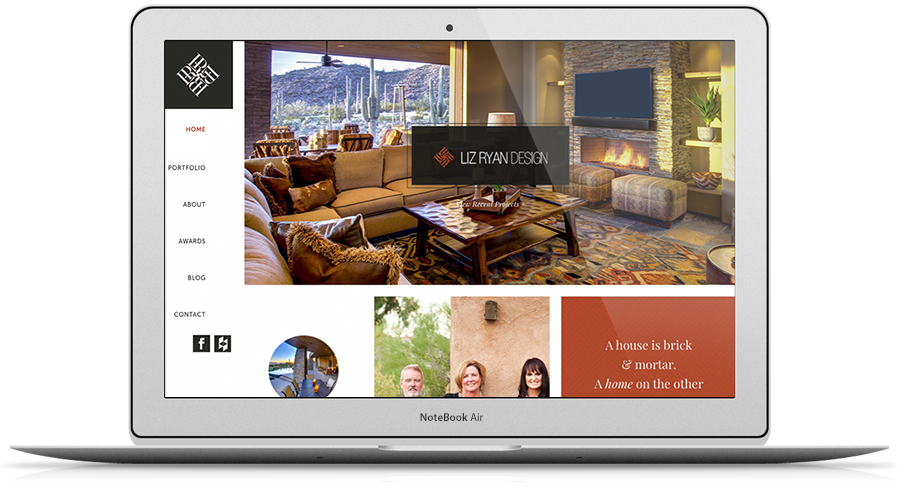 HOME
PORTFOLIO
ABOUT
AWARDS
BLOG
CONTACT
LIZ RYAN DESIGN
View Recent Projects
A house is brick
& mortar.
A home on the other
NoteBook Air